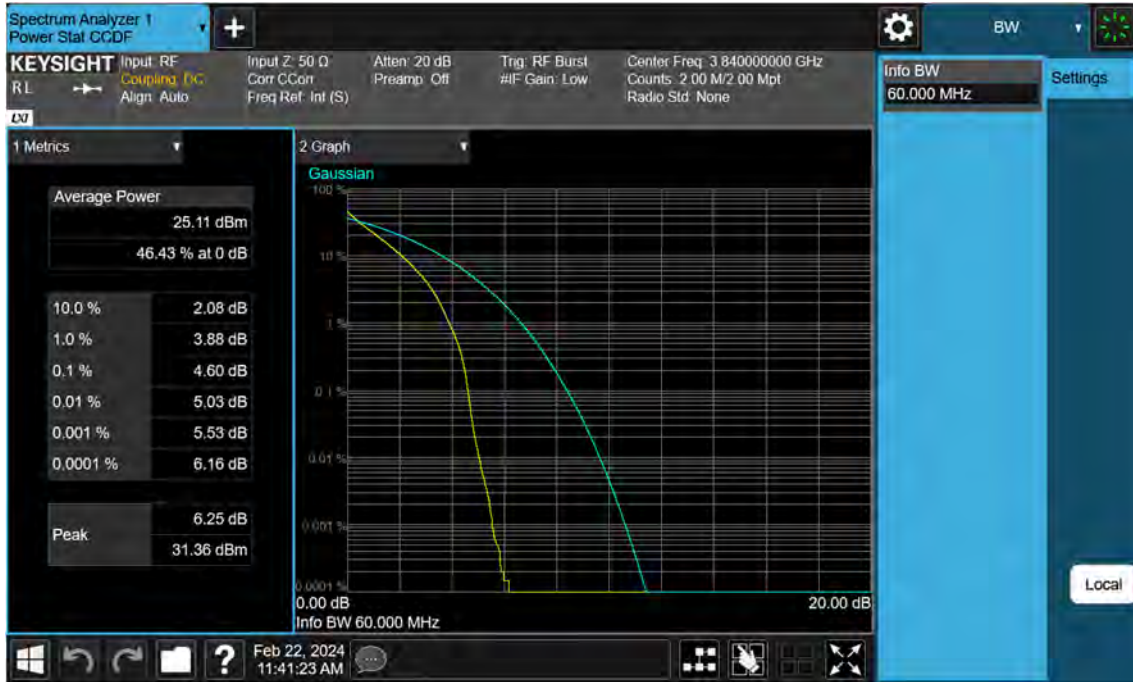 Spectrum Analyzer 1
Power Stat CCDF
BW
KEYSIGHT
RL
LXI
Input: RF
Coupling: DC
Align: Auto
Input Z: 50 Ω
Corr CCorr
Freq Ref: Int (S)
Atten: 20 dB
Preamp: Off
Trig: RF Burst
#IF Gain: Low
Center Freq: 3.840000000 GHz
Counts: 2.00 M/2.00 Mpt
Radio Std: None
Info BW
60.000 MHz
Settings
1 Metrics
Average Power
25.11 dBm
46.43 % at 0 dB
10.0 % 2.08 dB
1.0 % 3.88 dB
0.1 % 4.60 dB
0.01 % 5.03 dB
0.001 % 5.53 dB
0.0001 % 6.16 dB
Peak
6.25 dB
31.36 dBm
2 Graph
Gaussian
100 %
10 %
1 %
0.1 %
0.01 %
0.001 %
0.0001 %
0.00 dB 20.00 dB
Info BW 60.000 MHz
Local
?
Feb 22, 2024
11:41:23 AM